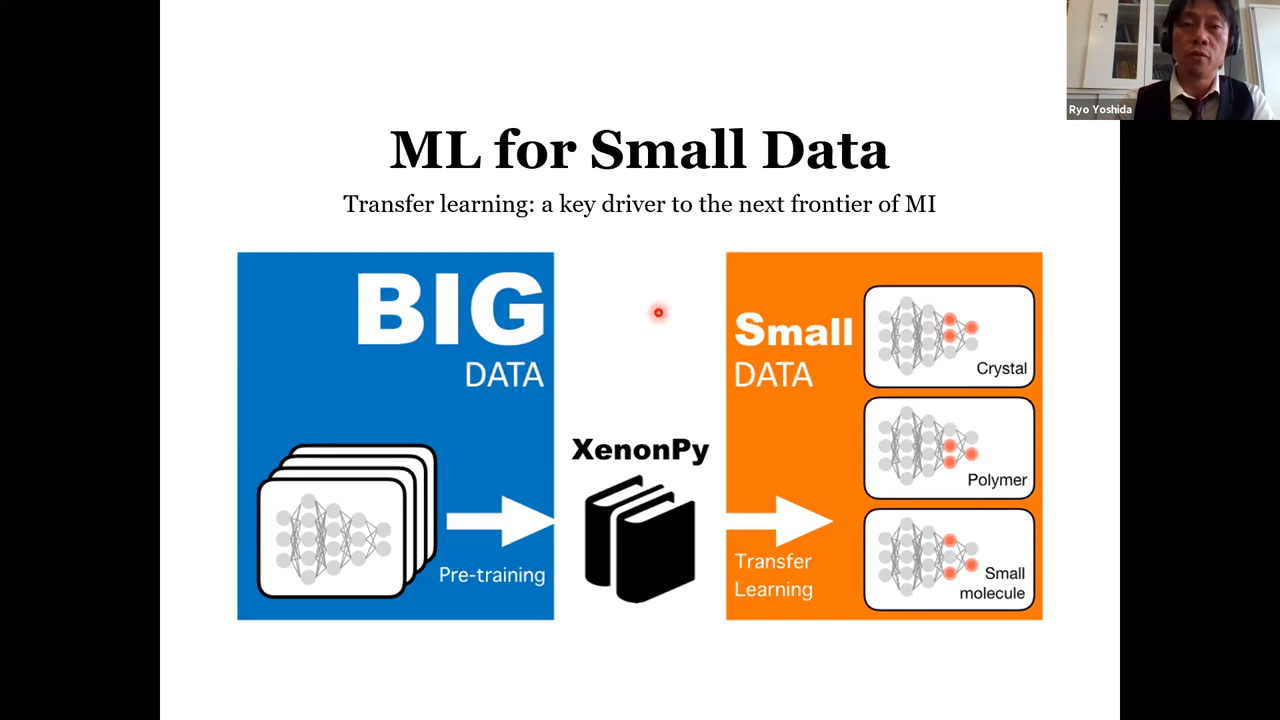 Ryo Yoshida
ML for Small Data
Transfer learning: a key driver to the next frontier of MI
BIG
DATA
Pre-training
XenonPy
Small
DATA
Transfer
Learning
Crystal
Polymer
Small
molecule